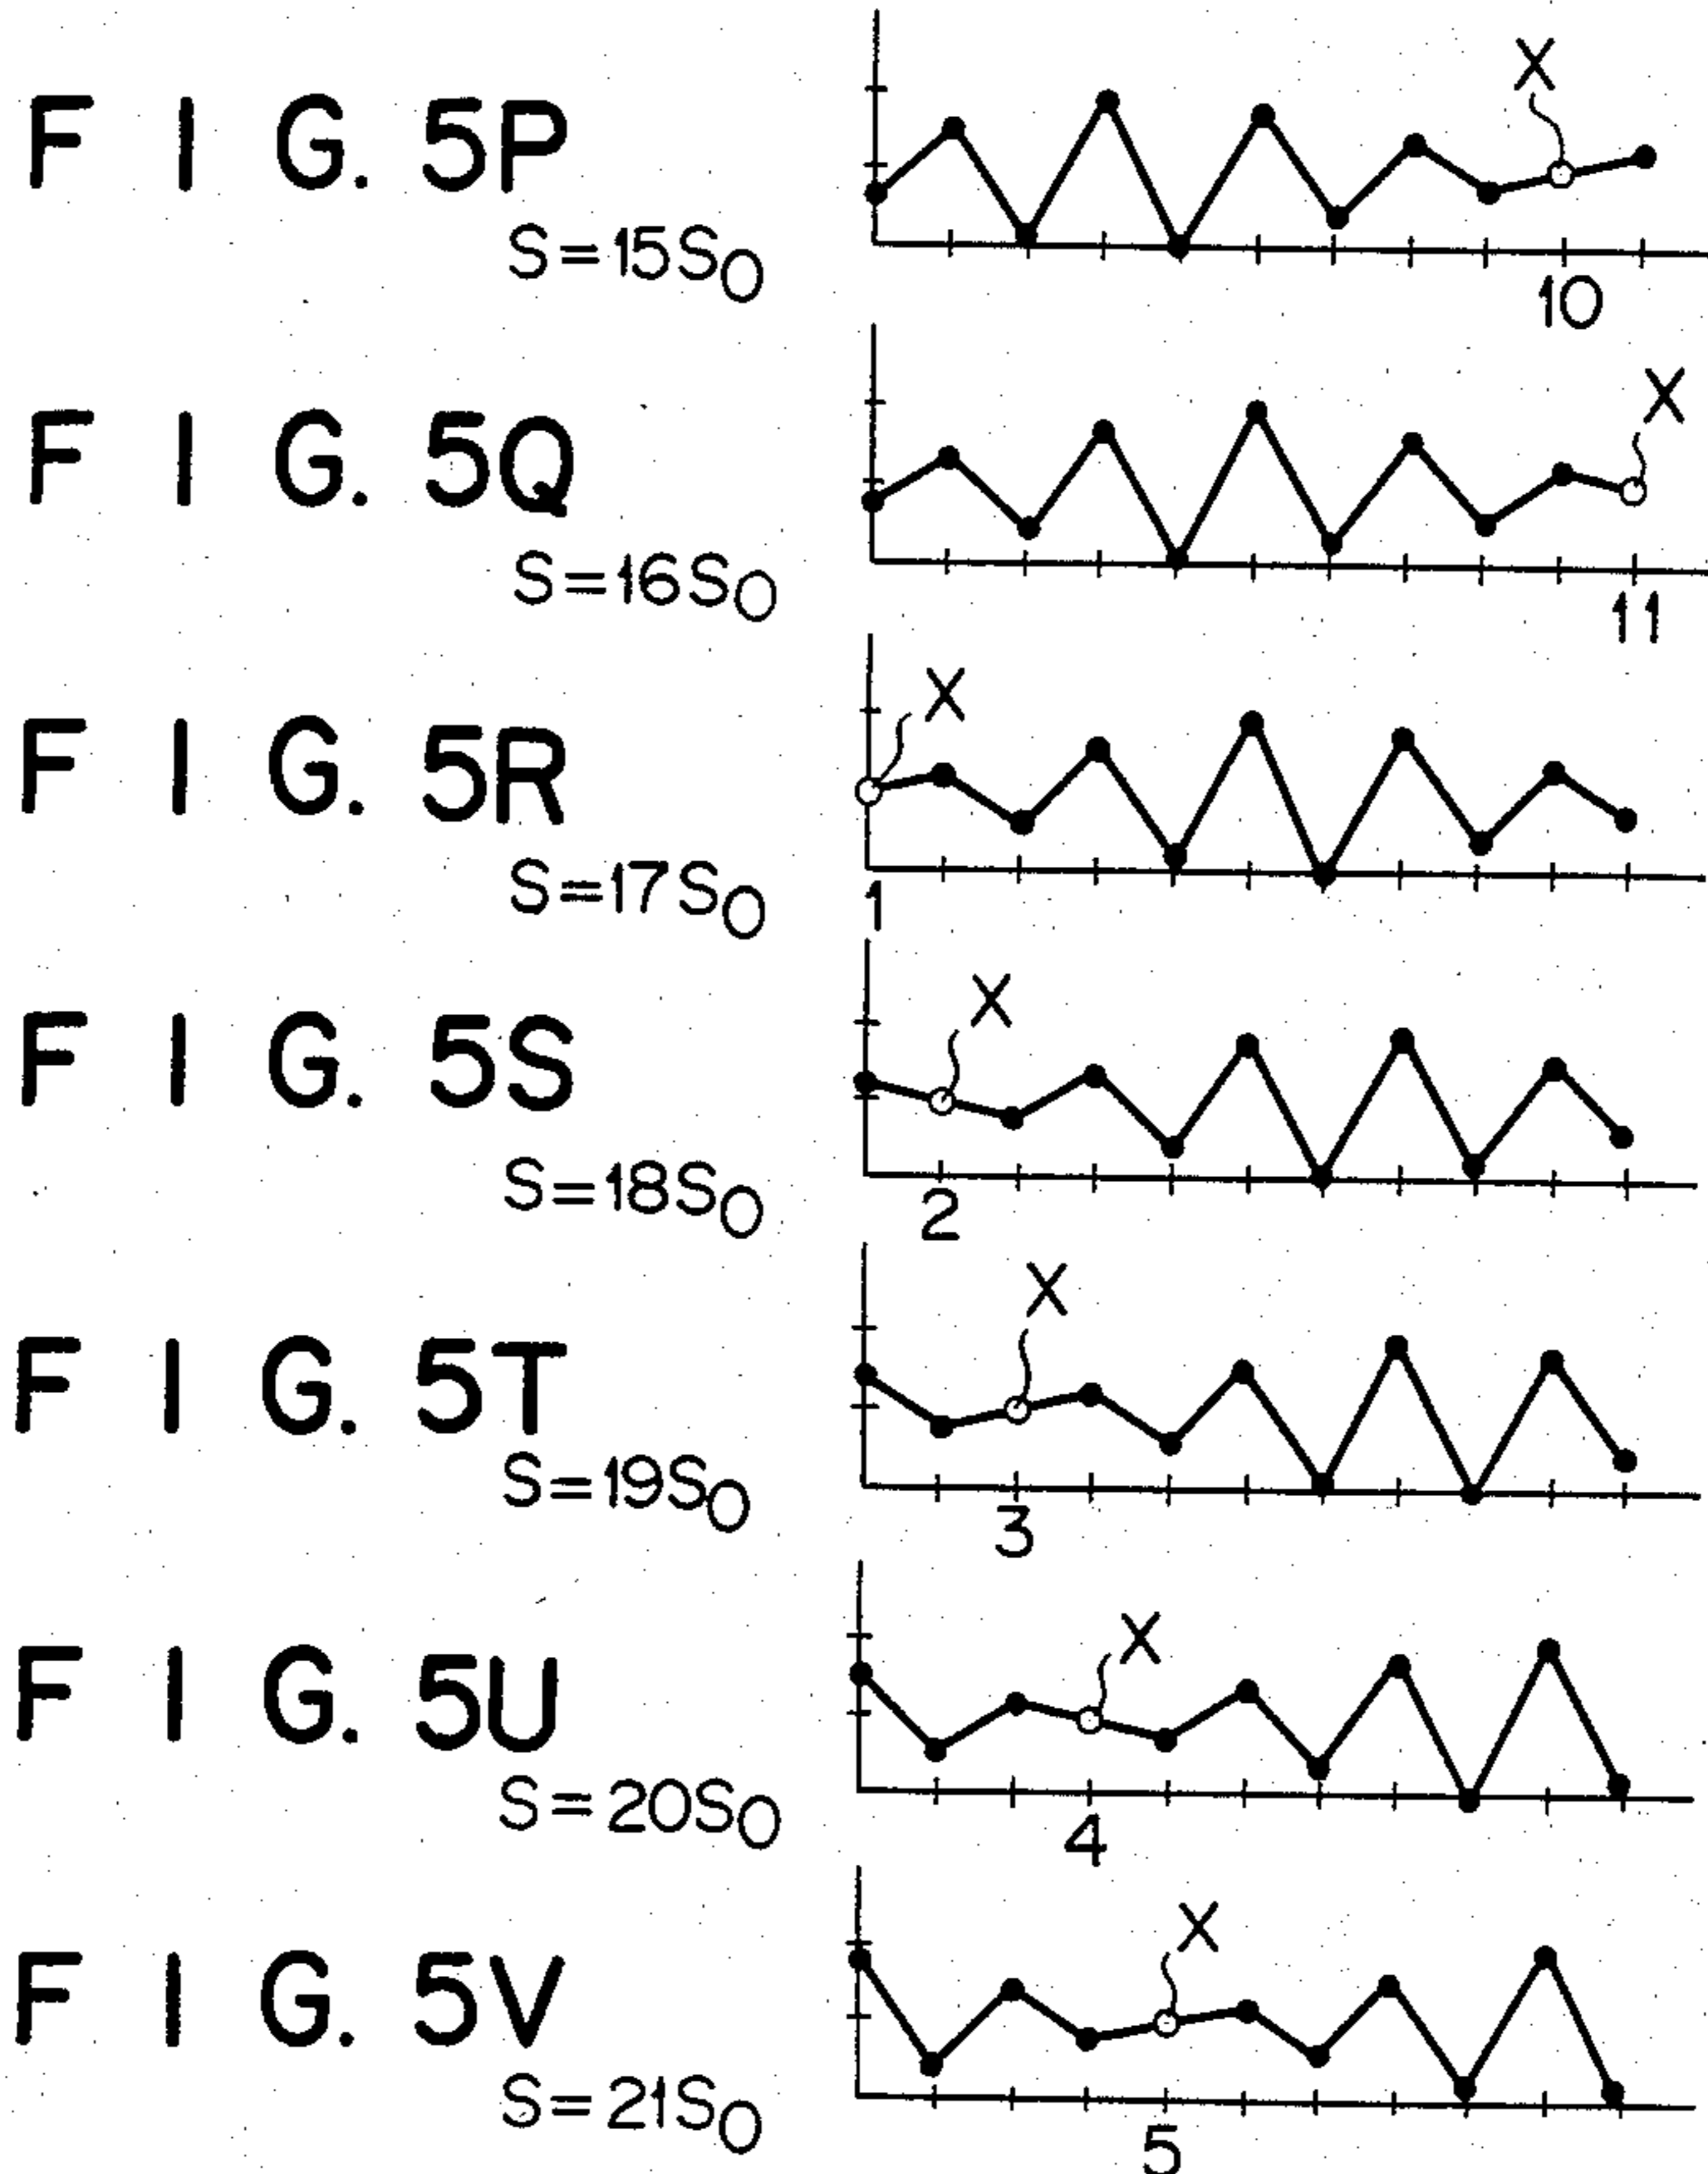 FIG. 5P
S=15S0
X
10
FIG. 5Q
S=16S0
X
11
FIG. 5R
S=17S0
X
1
FIG. 5S
S=18S0
X
2
FIG. 5T
S=19S0
X
3
FIG. 5U
S=20S0
X
4
FIG. 5V
S=21S0
X
5